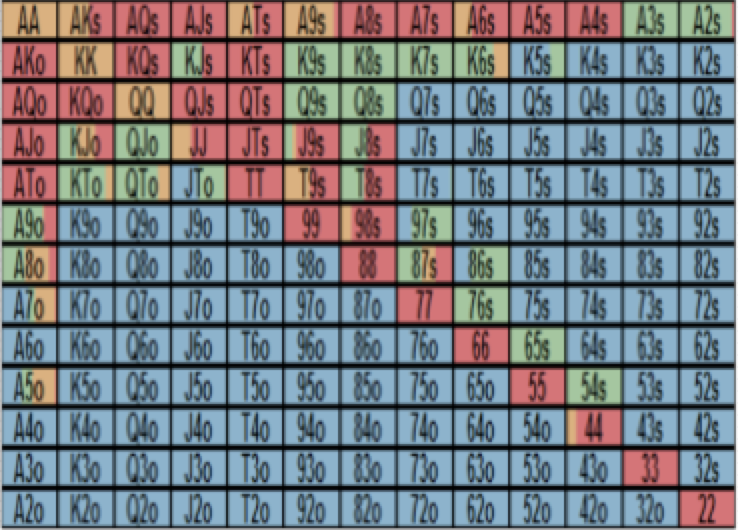 AA AKs AQs AJs ATs A9s A8s A7s A6s A5s A4s A3s A2s
AKo KK KQs KJs KTs K9s K8s K7s K6s K5s K4s K3s K2s
AQo KQo QQ QJs QTs Q9s Q8s Q7s Q6s Q5s Q4s Q3s Q2s
AJo KJo QJo JJ JTs J9s J8s J7s J6s J5s J4s J3s J2s
ATo KTo QTo JTo TT T9s T8s T7s T6s T5s T4s T3s T2s
A9o K9o Q9o J9o T9o 99 98s 97s 96s 95s 94s 93s 92s
A8o K8o Q8o J8o T8o 98o 88 87s 86s 85s 84s 83s 82s
A7o K7o Q7o J7o T7o 97o 87o 77 76s 75s 74s 73s 72s
A6o K6o Q6o J6o T6o 96o 86o 76o 66 65s 64s 63s 62s
A5o K5o Q5o J5o T5o 95o 85o 75o 65o 55 54s 53s 52s
A4o K4o Q4o J4o T4o 94o 84o 74o 64o 54o 44 43s 42s
A3o K3o Q3o J3o T3o 93o 83o 73o 63o 53o 43o 33 32s
A2o K2o Q2o J2o T2o 92o 82o 72o 62o 52o 42o 32o 22